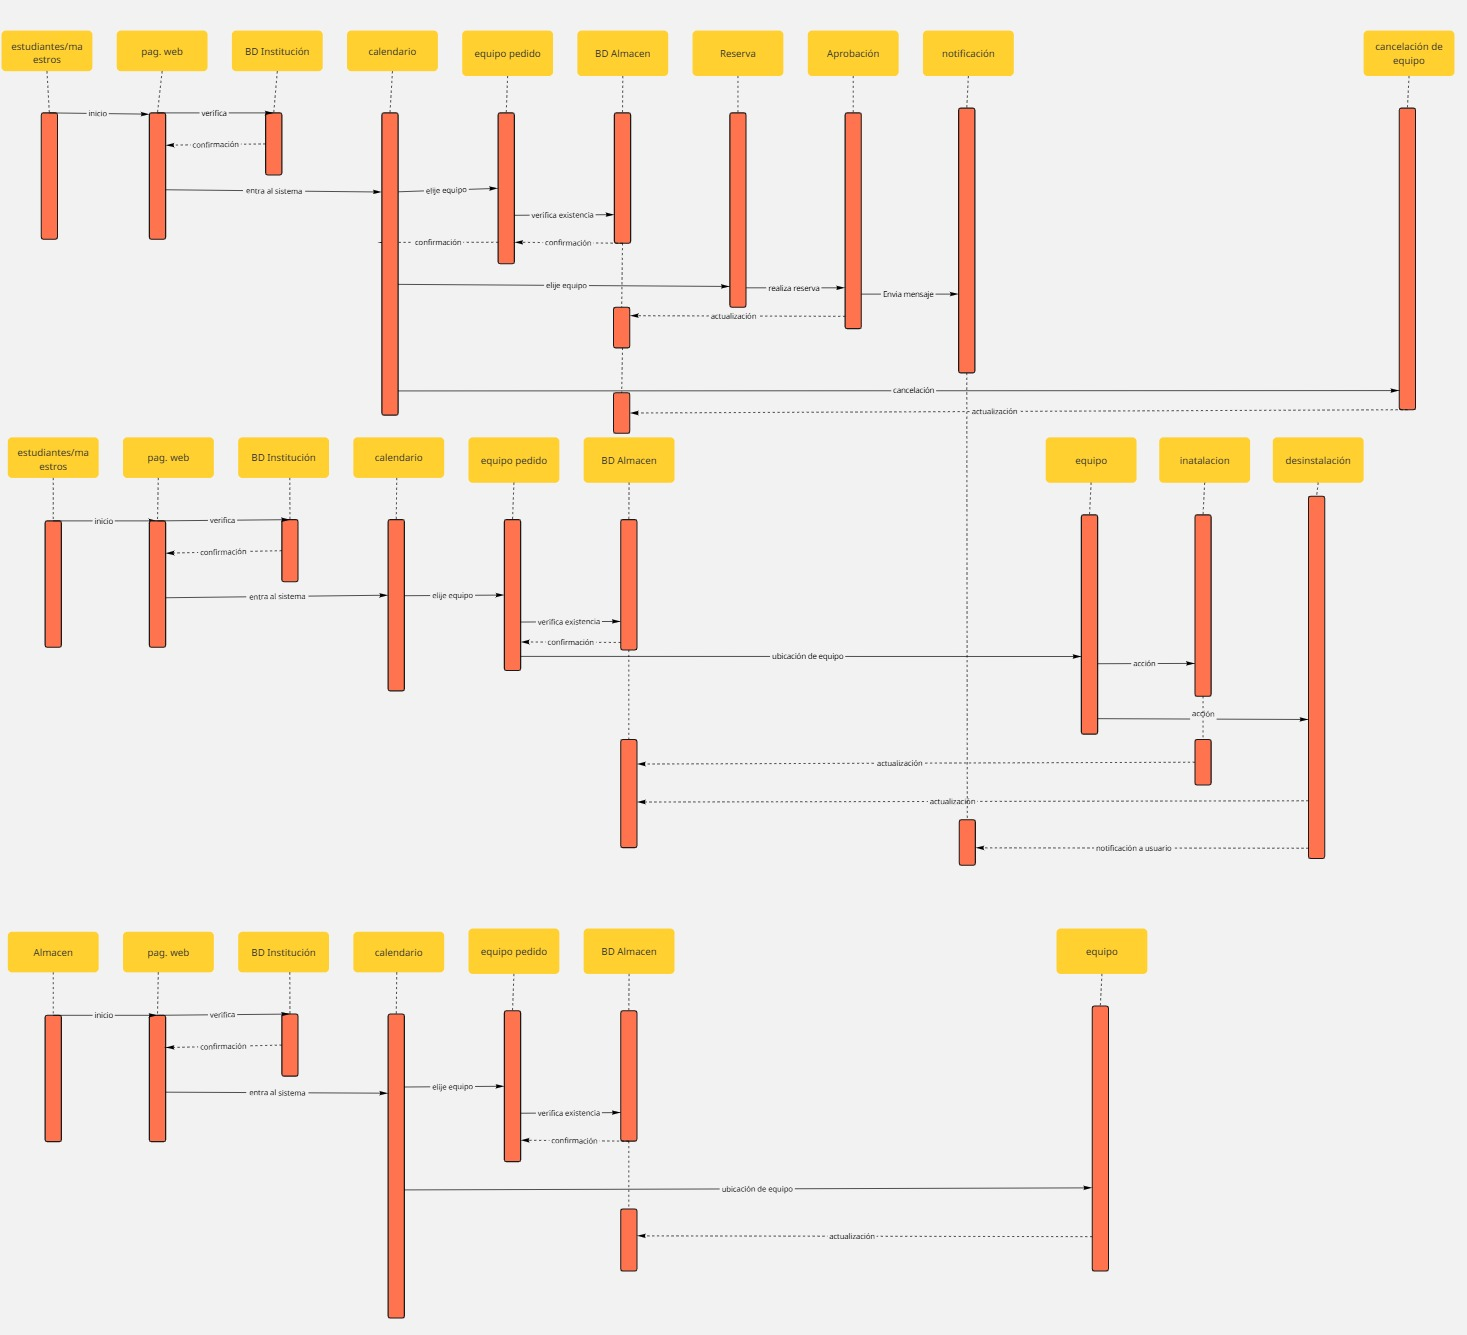 estudiantes/ma
estros
pag. web
BD Institución
calendario
equipo pedido
BD Almacen
Reserva
Aprobación
notificación
cancelación de
equipo
inicio
verifica
confirmación
entra al sistema
elije equipo
verifica existencia
confirmación
confirmación
elije equipo
realiza reserva
Envia mensaje
actualización
cancelación
actualización
estudiantes/ma
estros
pag. web
BD Institución
calendario
equipo pedido
BD Almacen
equipo
inatalacion
desinstalación
inicio
verifica
confirmación
entra al sistema
elije equipo
verifica existencia
confirmación
ubicación de equipo
acción
acción
actualización
actualización
notificación a usuario
Almacen
pag. web
BD Institución
calendario
equipo pedido
BD Almacen
equipo
inicio
verifica
confirmación
entra al sistema
elije equipo
verifica existencia
confirmación
ubicación de equipo
actualización